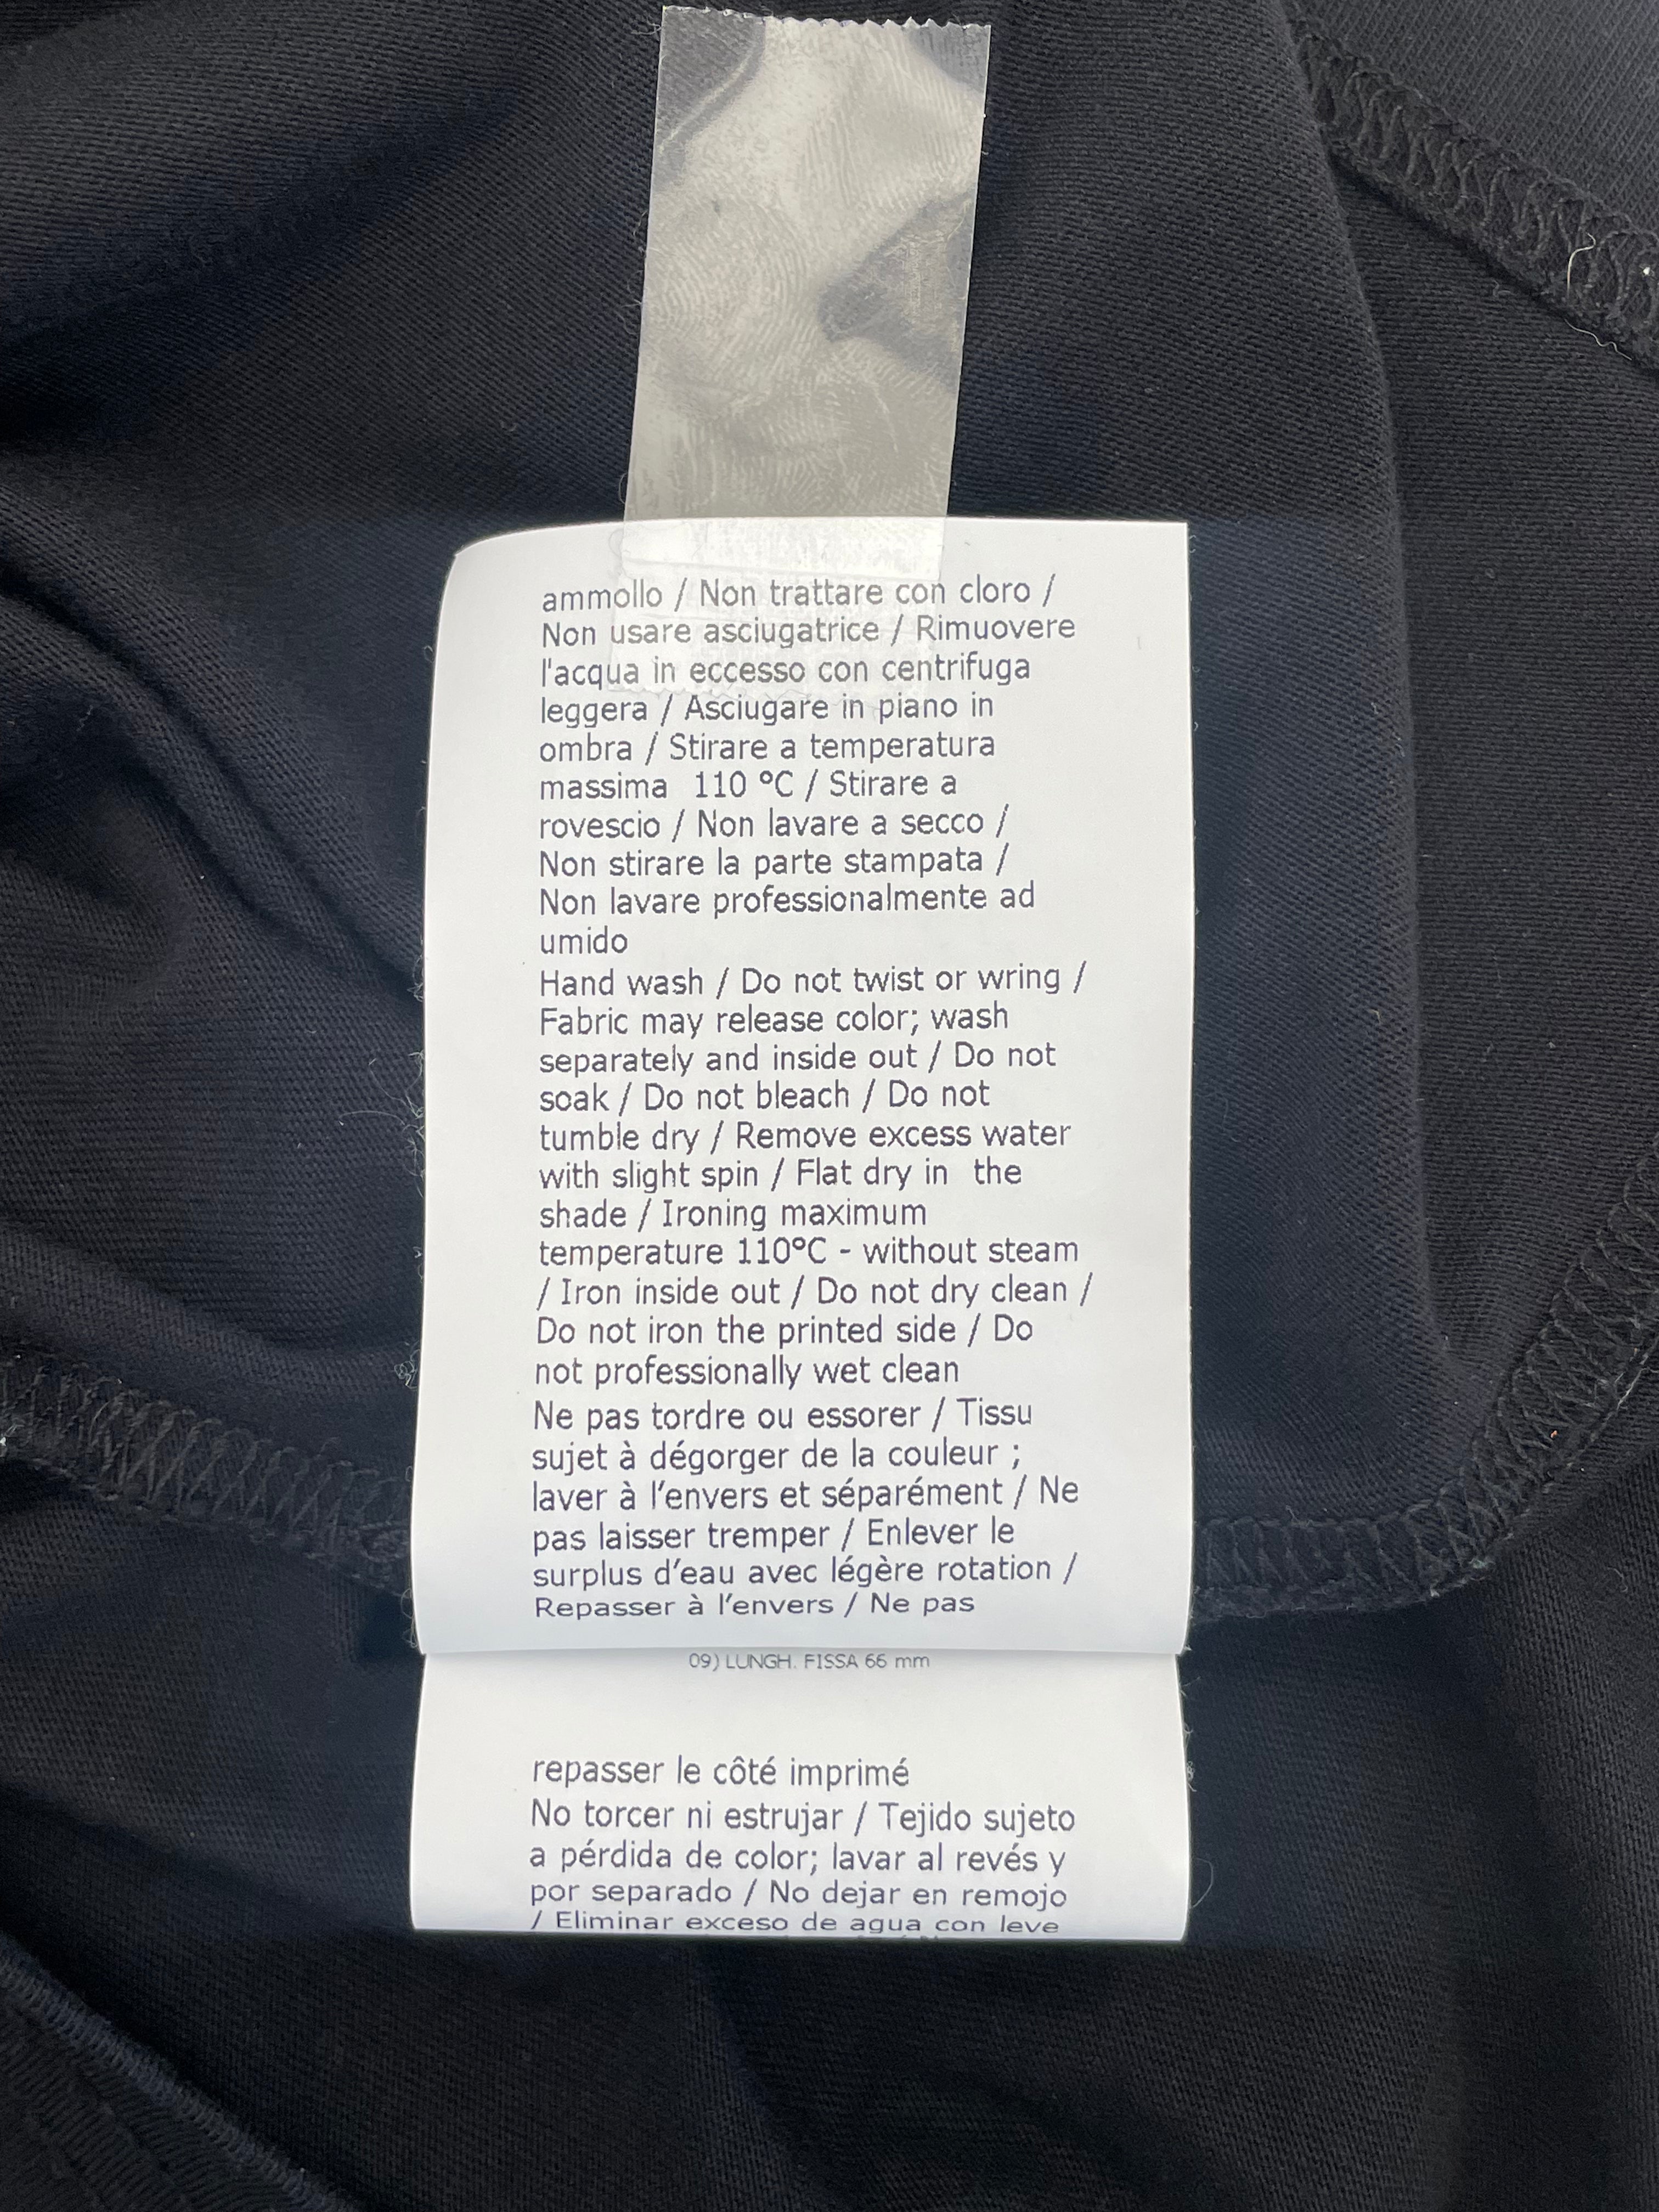 ammollo / Non trattare con cloro /
Non usare asciugatrice / Rimuovere
l'acqua in eccesso con centrifuga
leggera / Asciugare in piano in
ombra / Stirare a temperatura
massima  110 °C / Stirare a
rovescio / Non lavare a secco /
Non stirare la parte stampata /
Non lavare professionalmente ad
umido
Hand wash / Do not twist or wring /
Fabric may release color; wash
separately and inside out / Do not
soak / Do not bleach / Do not
tumble dry / Remove excess water
with slight spin / Flat dry in  the
shade / Ironing maximum
temperature 110°C - without steam
/ Iron inside out / Do not dry clean /
Do not iron the printed side / Do
not professionally wet clean
Ne pas tordre ou essorer / Tissu
sujet à dégorger de la couleur ;
laver à l’envers et séparément / Ne
pas laisser tremper / Enlever le
surplus d’eau avec légère rotation /
Repasser à l’envers / Ne pas
09) LUNGH. FISSA 66 mm
repasser le côté imprimé
No torcer ni estrujar / Tejido sujeto
a pérdida de color; lavar al revés y
por separado / No dejar en remojo
/ Eliminar exceso de agua con leve